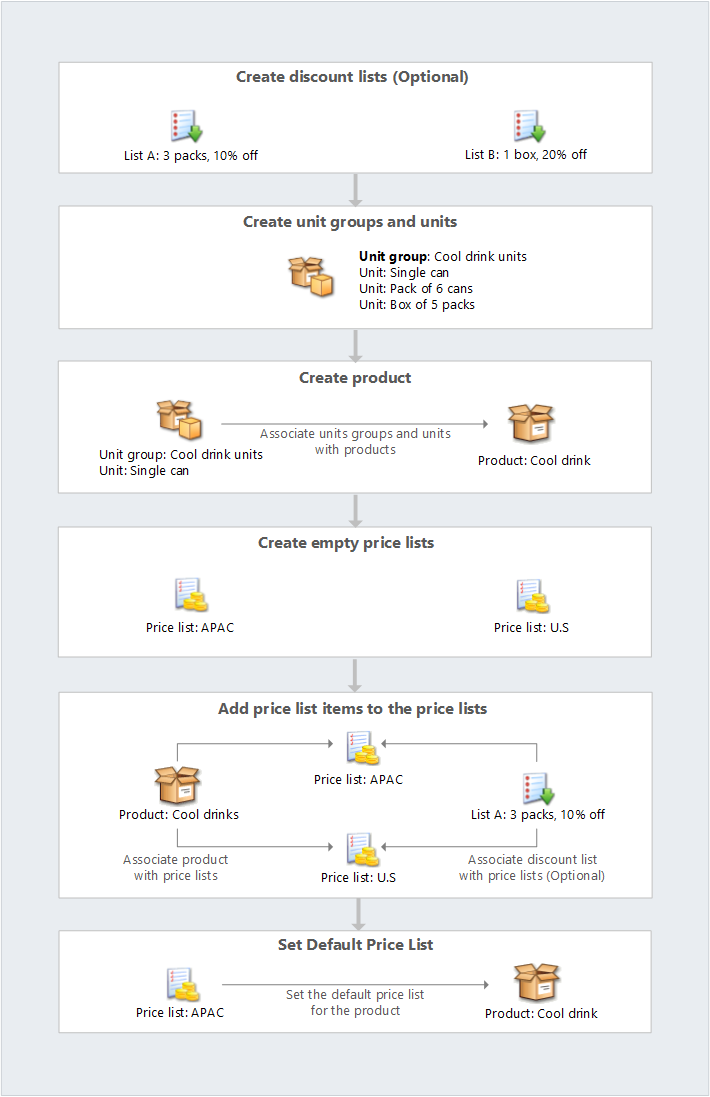 Create discount lists (Optional)
List A: 3 packs, 10% off
List B: 1 box, 20% off
Create unit groups and units
Unit group: Cool drink units
Unit: Single can
Unit: Pack of 6 cans
Unit: Box of 5 packs
Create product
Associate units groups and units
with products
Unit group: Cool drink units
Unit: Single can
Product: Cool drink
Create empty price lists
Price list: APAC
Price list: U.S
Add price list items to the price lists
Price list: APAC
Product: Cool drinks
List A: 3 packs, 10% off
Associate product
with price lists
Price list: U.S
Associate discount list
with price lists (Optional)
Set Default Price List
Price list: APAC
Set the default price list
for the product
Product: Cool drink